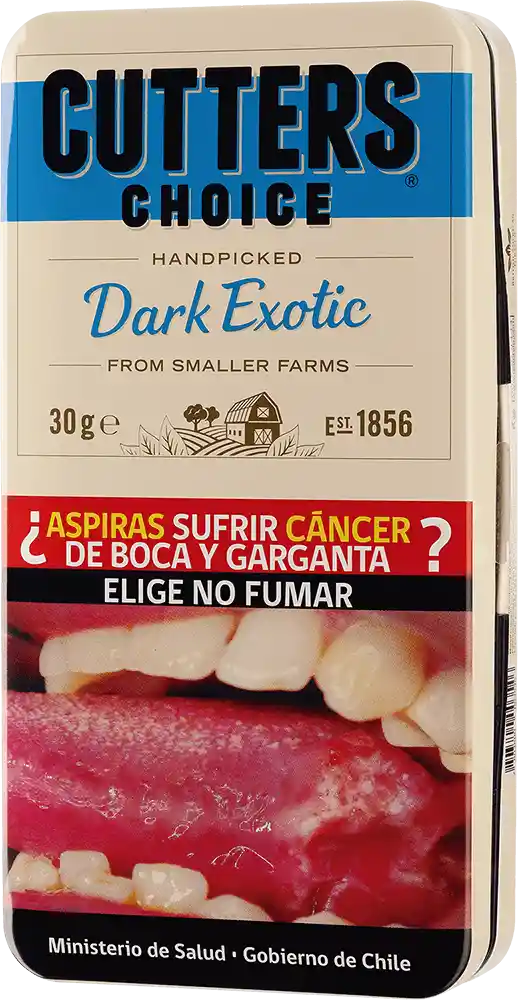 CUTTERS
CHOICE
®
HANDPICKED
Dark Exotic
FROM SMALLER FARMS
30g℮
EST. 1856
¿ASPIRAS SUFRIR CÁNCER
DE BOCA Y GARGANTA?
ELIGE NO FUMAR
Ministerio de Salud · Gobierno de Chile